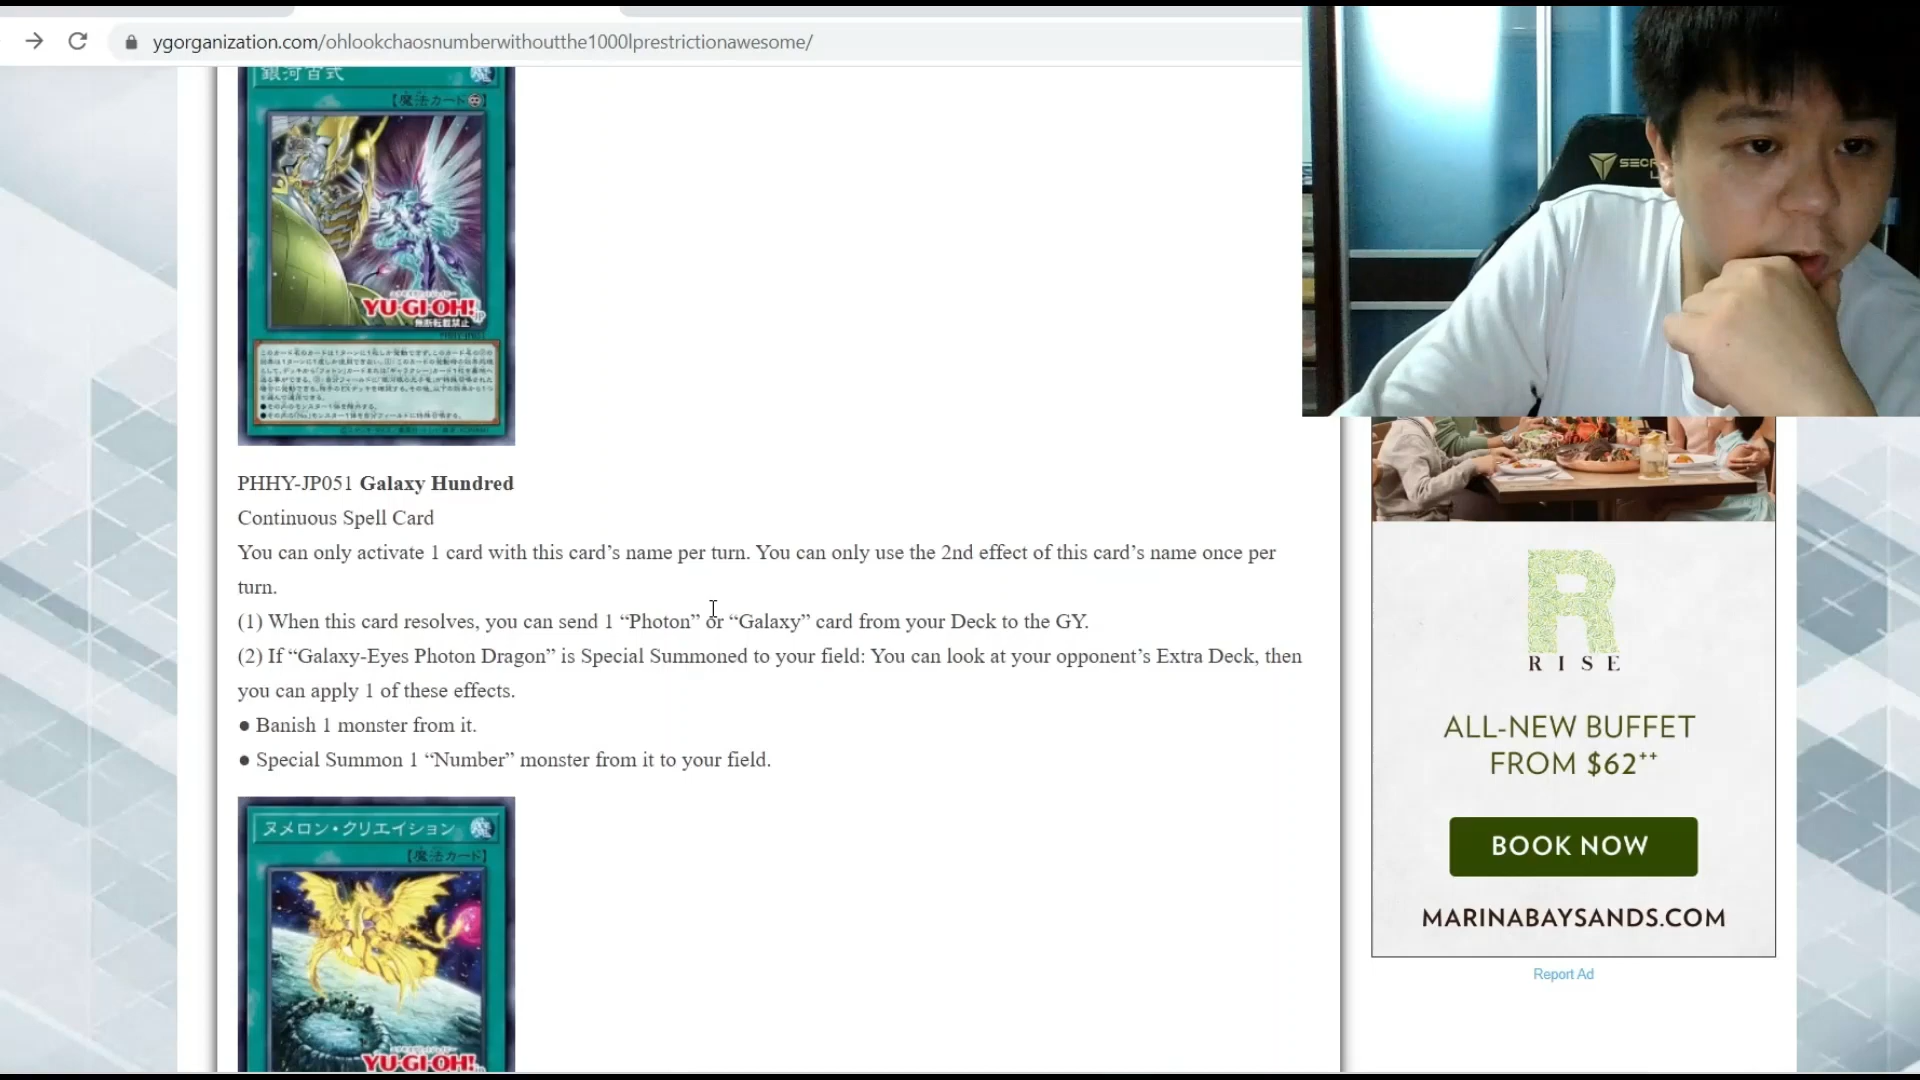 ygorganization.com/ohlookchaosnumberwithoutthe1000lprestrictionawesome/
銀河百式
【魔法カード】
YU-GI-OH!
無断転載禁止
PHHY-JP051 Galaxy Hundred
Continuous Spell Card
You can only activate 1 card with this card’s name per turn. You can only use the 2nd effect of this card’s name once per
turn.
(1) When this card resolves, you can send 1 “Photon” or “Galaxy” card from your Deck to the GY.
(2) If “Galaxy-Eyes Photon Dragon” is Special Summoned to your field: You can look at your opponent’s Extra Deck, then
you can apply 1 of these effects.
● Banish 1 monster from it.
● Special Summon 1 “Number” monster from it to your field.
ヌメロン・クリエイション
【魔法カード】
YU-GI-OH!
R
RISE
ALL-NEW BUFFET
FROM $62++
BOOK NOW
MARINABAYSANDS.COM
Report Ad